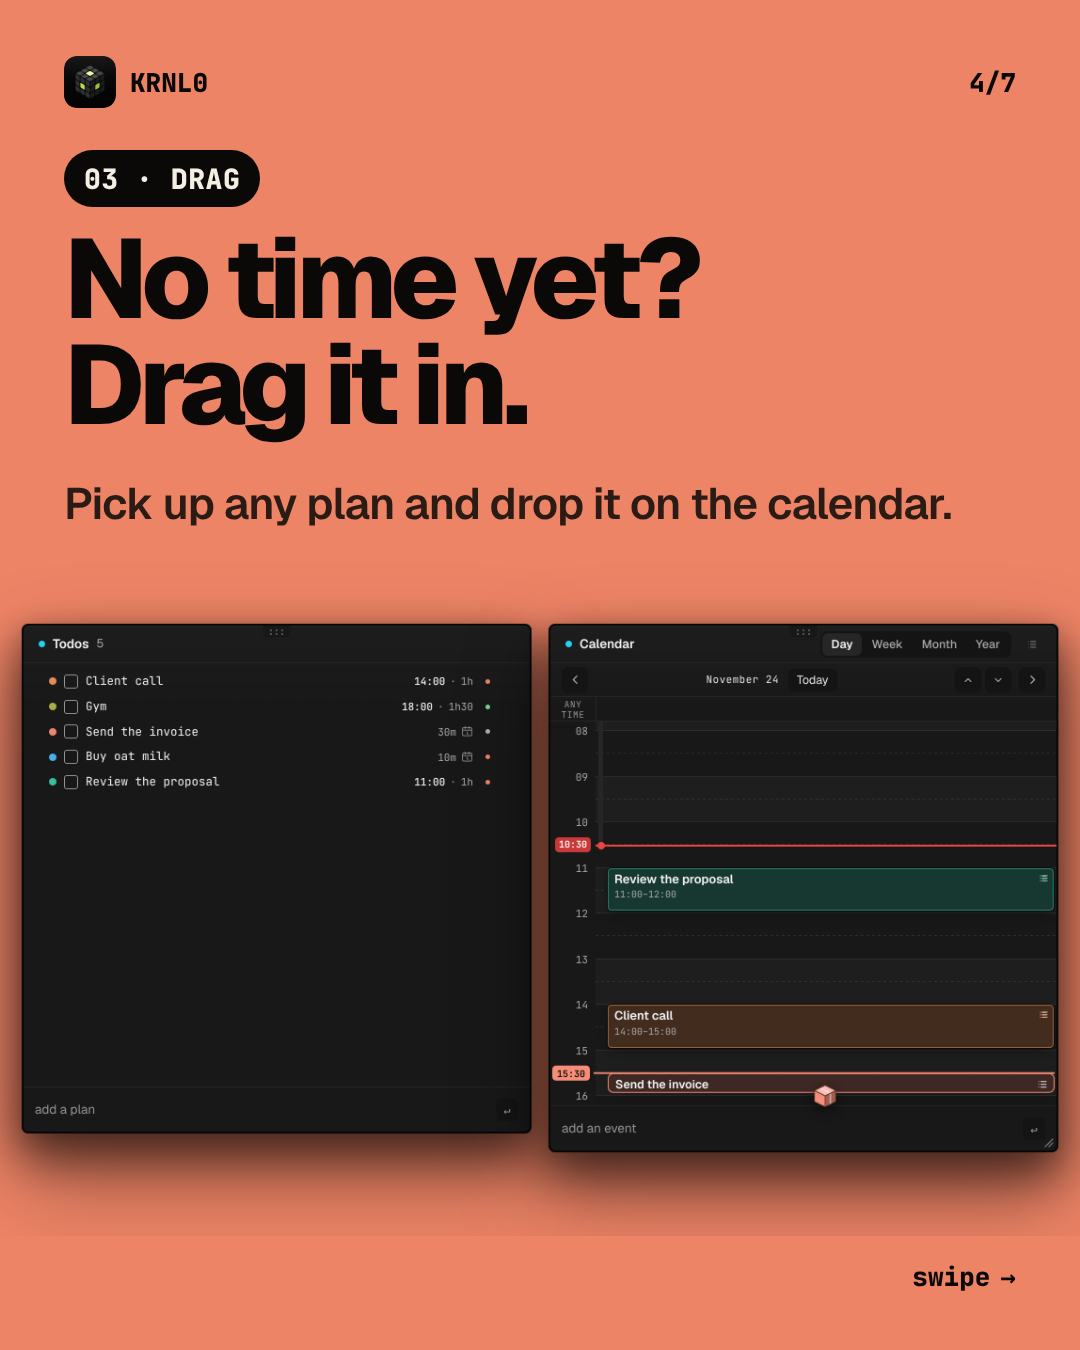 KRNL0
4/7
03 · DRAG
No time yet?
Drag it in.
Pick up any plan and drop it on the calendar.
Todos 5
Client call 14:00 · 1h
Gym 18:00 · 1h30
Send the invoice 30m
Buy oat milk 10m
Review the proposal 11:00 · 1h
add a plan
Calendar
Day Week Month Year
November 24 Today
ANY
TIME
08
09
10
10:30
11
Review the proposal
11:00–12:00
12
13
14
Client call
14:00–15:00
15
15:30
Send the invoice
16
add an event
swipe →